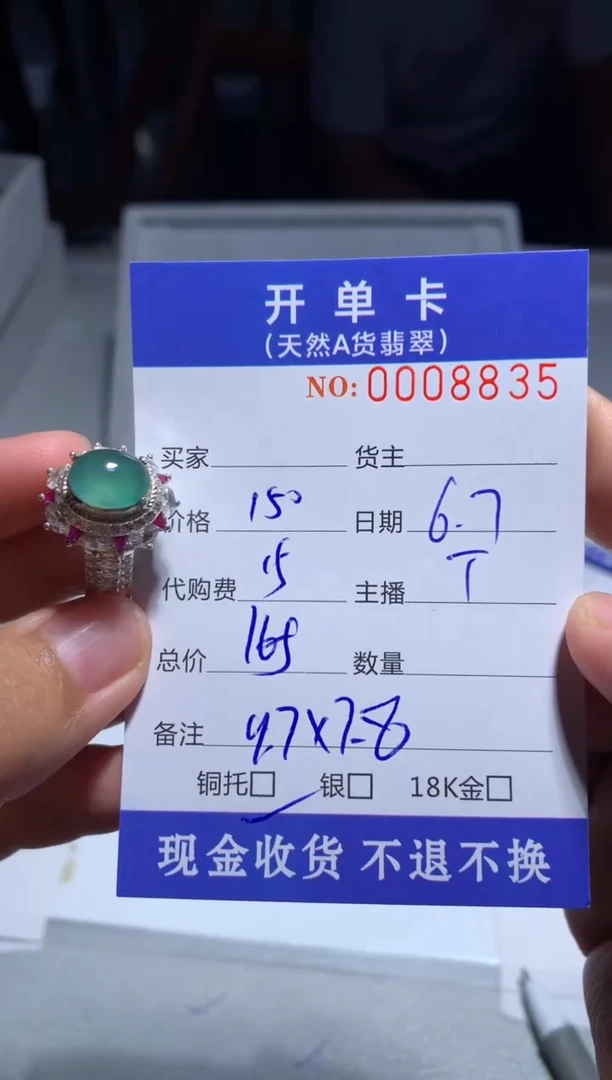 开单卡
(天然A货翡翠)
NO: 0008835
买家 货主
价格 150 日期 6.7
代购费 15 主播 T
总价 165 数量
备注 9.7x7.8
铜托□ 银□ 18K金□
现金收货 不退不换